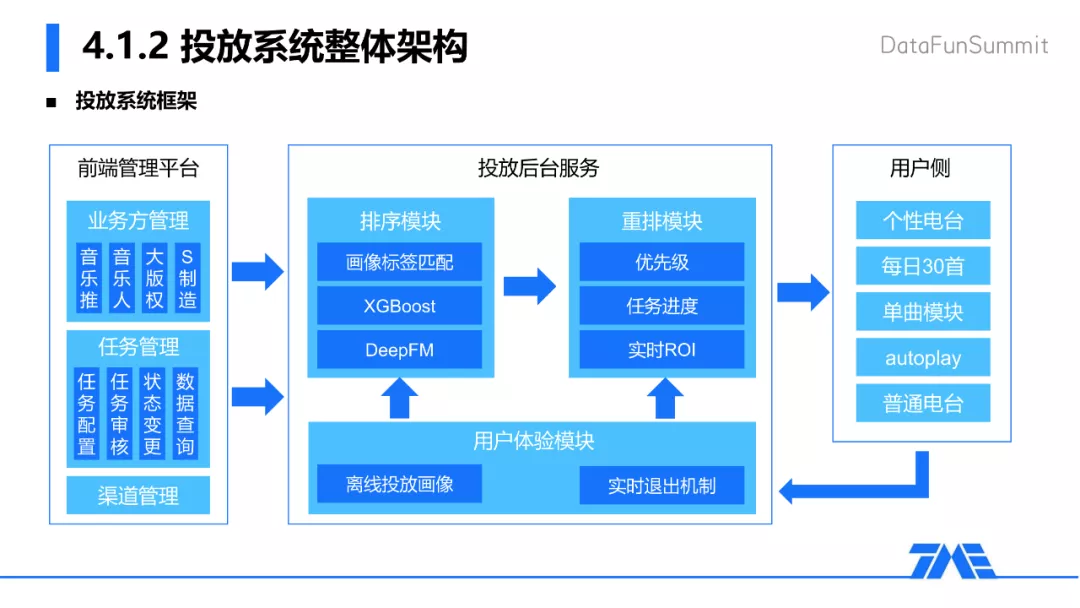 4.1.2 投放系统整体架构
DataFunSummit
■ 投放系统框架
前端管理平台
业务方管理
音乐推
音乐人
大版权
S制造
任务管理
任务配置
任务审核
状态变更
数据查询
渠道管理
投放后台服务
排序模块
画像标签匹配
XGBoost
DeepFM
重排模块
优先级
任务进度
实时ROI
用户体验模块
离线投放画像
实时退出机制
用户侧
个性电台
每日30首
单曲模块
autoplay
普通电台
TME